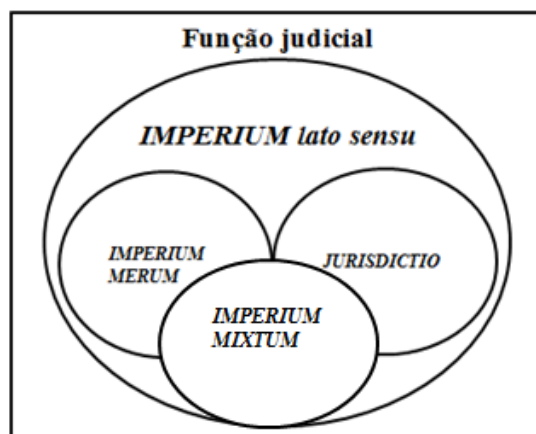 Função judicial
IMPERIUM lato sensu
IMPERIUM
MERUM
JURISDICTIO
IMPERIUM
MIXTUM